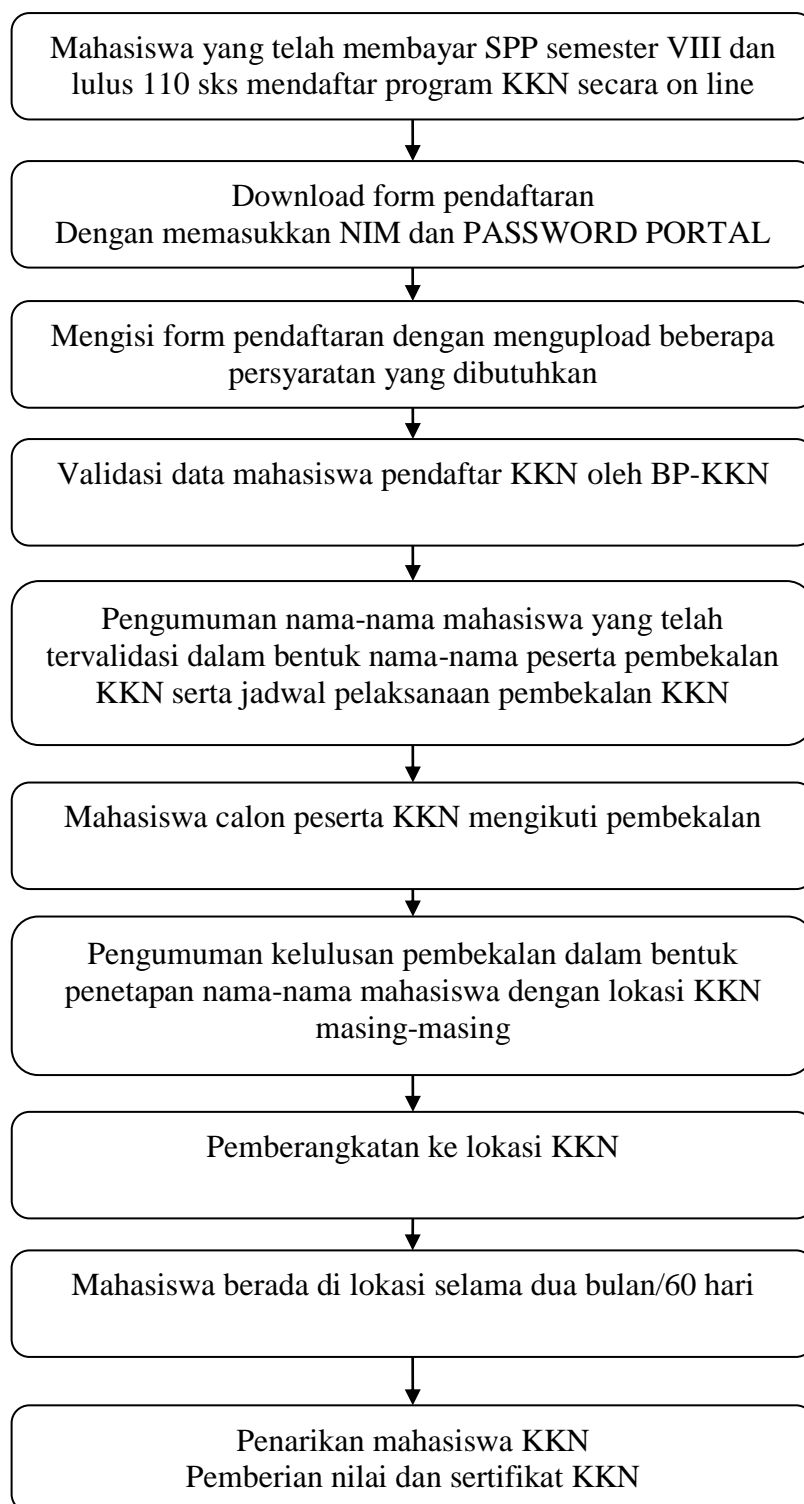 Mahasiswa yang telah membayar SPP semester VIII dan
lulus 110 sks mendaftar program KKN secara on line
Download form pendaftaran
Dengan memasukkan NIM dan PASSWORD PORTAL
Mengisi form pendaftaran dengan mengupload beberapa
persyaratan yang dibutuhkan
Validasi data mahasiswa pendaftar KKN oleh BP-KKN
Pengumuman nama-nama mahasiswa yang telah
tervalidasi dalam bentuk nama-nama peserta pembekalan
KKN serta jadwal pelaksanaan pembekalan KKN
Mahasiswa calon peserta KKN mengikuti pembekalan
Pengumuman kelulusan pembekalan dalam bentuk
penetapan nama-nama mahasiswa dengan lokasi KKN
masing-masing
Pemberangkatan ke lokasi KKN
Mahasiswa berada di lokasi selama dua bulan/60 hari
Penarikan mahasiswa KKN
Pemberian nilai dan sertifikat KKN